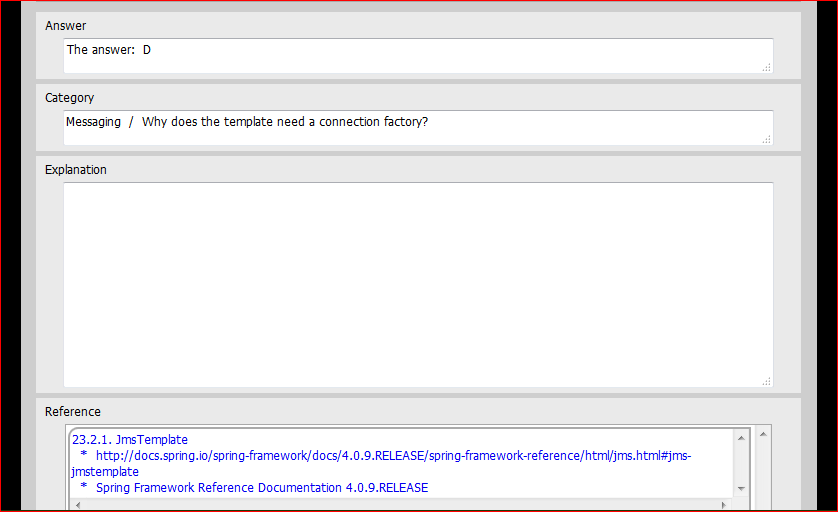 Answer
The answer:  D
Category
Messaging  /  Why does the template need a connection factory?
Explanation
Reference
23.2.1. JmsTemplate
*  http://docs.spring.io/spring-framework/docs/4.0.9.RELEASE/spring-framework-reference/html/jms.html#jms-
jmstemplate
*  Spring Framework Reference Documentation 4.0.9.RELEASE